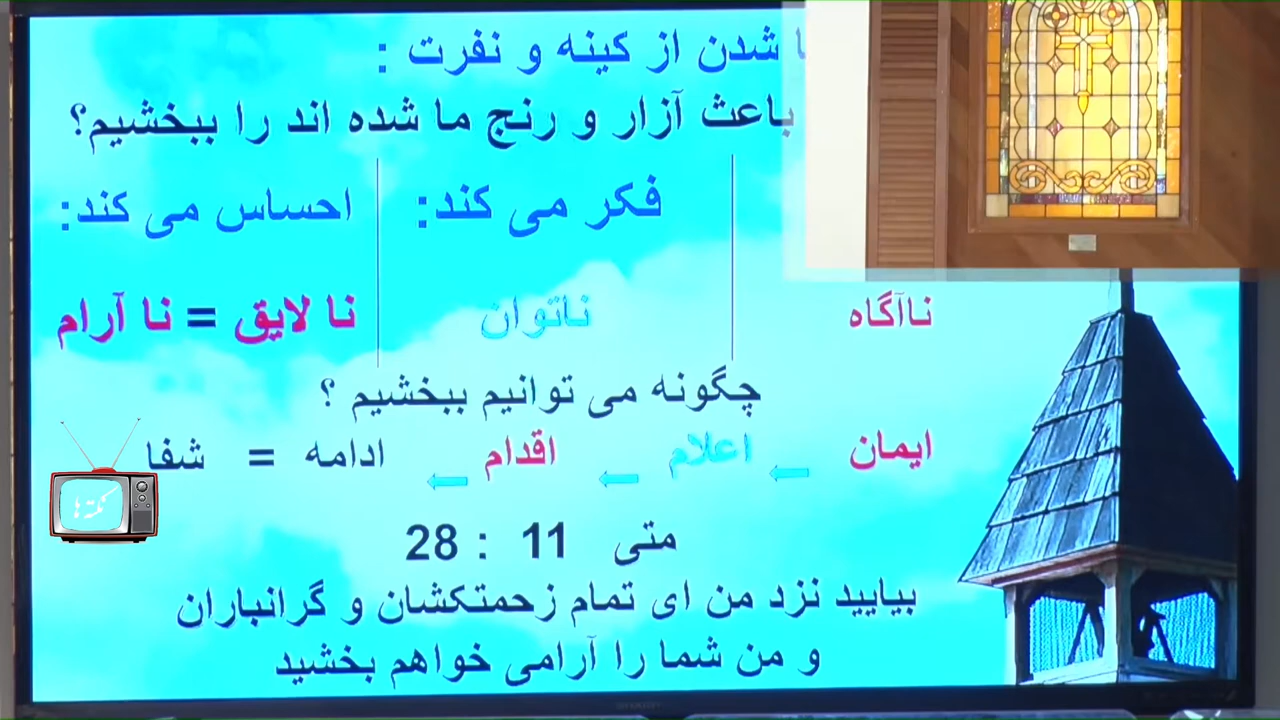 شدن از کینه و نفرت :
باعث آزار و رنج ما شده اند را ببخشیم؟
فکر می کند: احساس می کند:
ناآگاه ناتوان نا لایق = نا آرام
چگونه می توانیم ببخشیم ؟
ایمان ← اعلام ← اقدام ← ادامه = شفا
متی 11 : 28
بیایید نزد من ای تمام زحمتکشان و گرانباران
و من شما را آرامی خواهم بخشید